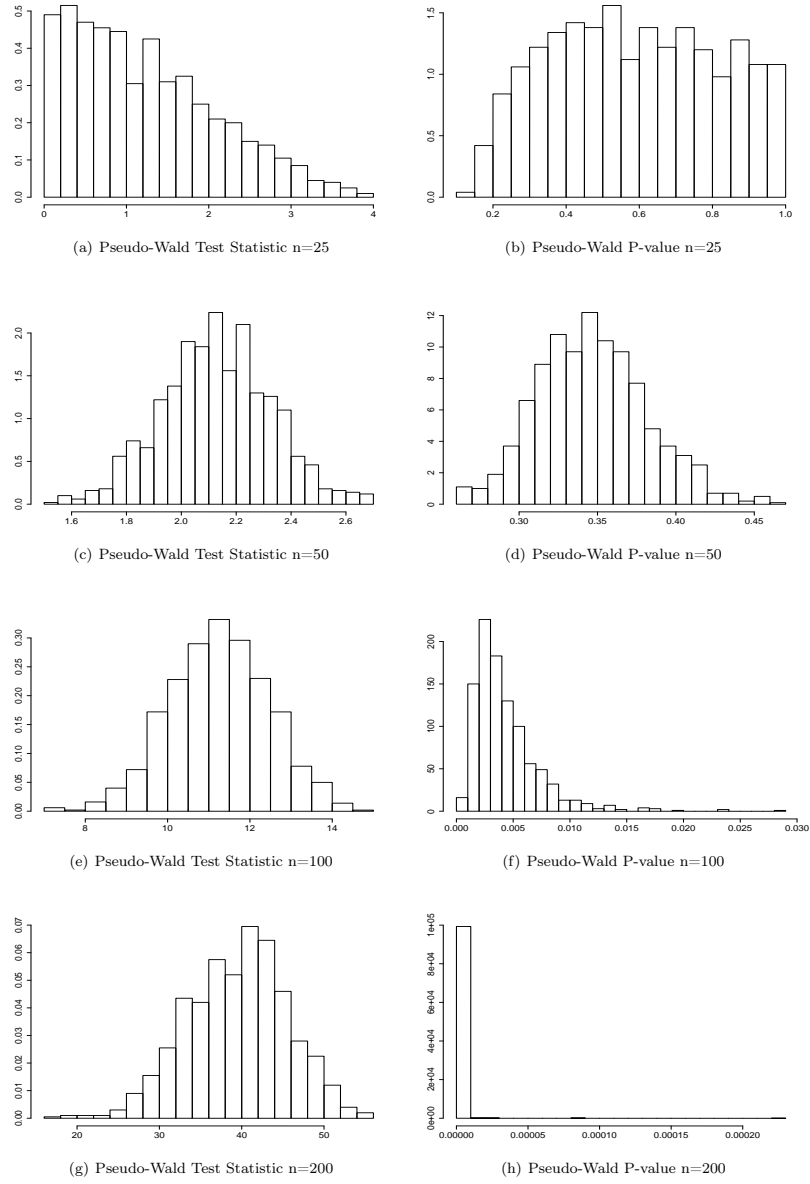 0.0 0.1 0.2 0.3 0.4 0.5
0 1 2 3 4
(a) Pseudo-Wald Test Statistic n=25
0.0 0.5 1.0 1.5
0.2 0.4 0.6 0.8 1.0
(b) Pseudo-Wald P-value n=25
0.0 0.5 1.0 1.5 2.0
1.6 1.8 2.0 2.2 2.4 2.6
(c) Pseudo-Wald Test Statistic n=50
0 2 4 6 8 10 12
0.30 0.35 0.40 0.45
(d) Pseudo-Wald P-value n=50
0.00 0.05 0.10 0.15 0.20 0.25 0.30
8 10 12 14
(e) Pseudo-Wald Test Statistic n=100
0 50 100 150 200
0.000 0.005 0.010 0.015 0.020 0.025 0.030
(f) Pseudo-Wald P-value n=100
0.00 0.01 0.02 0.03 0.04 0.05 0.06 0.07
20 30 40 50
(g) Pseudo-Wald Test Statistic n=200
0e+00 2e+04 4e+04 6e+04 8e+04 1e+05
0.00000 0.00005 0.00010 0.00015 0.00020
(h) Pseudo-Wald P-value n=200